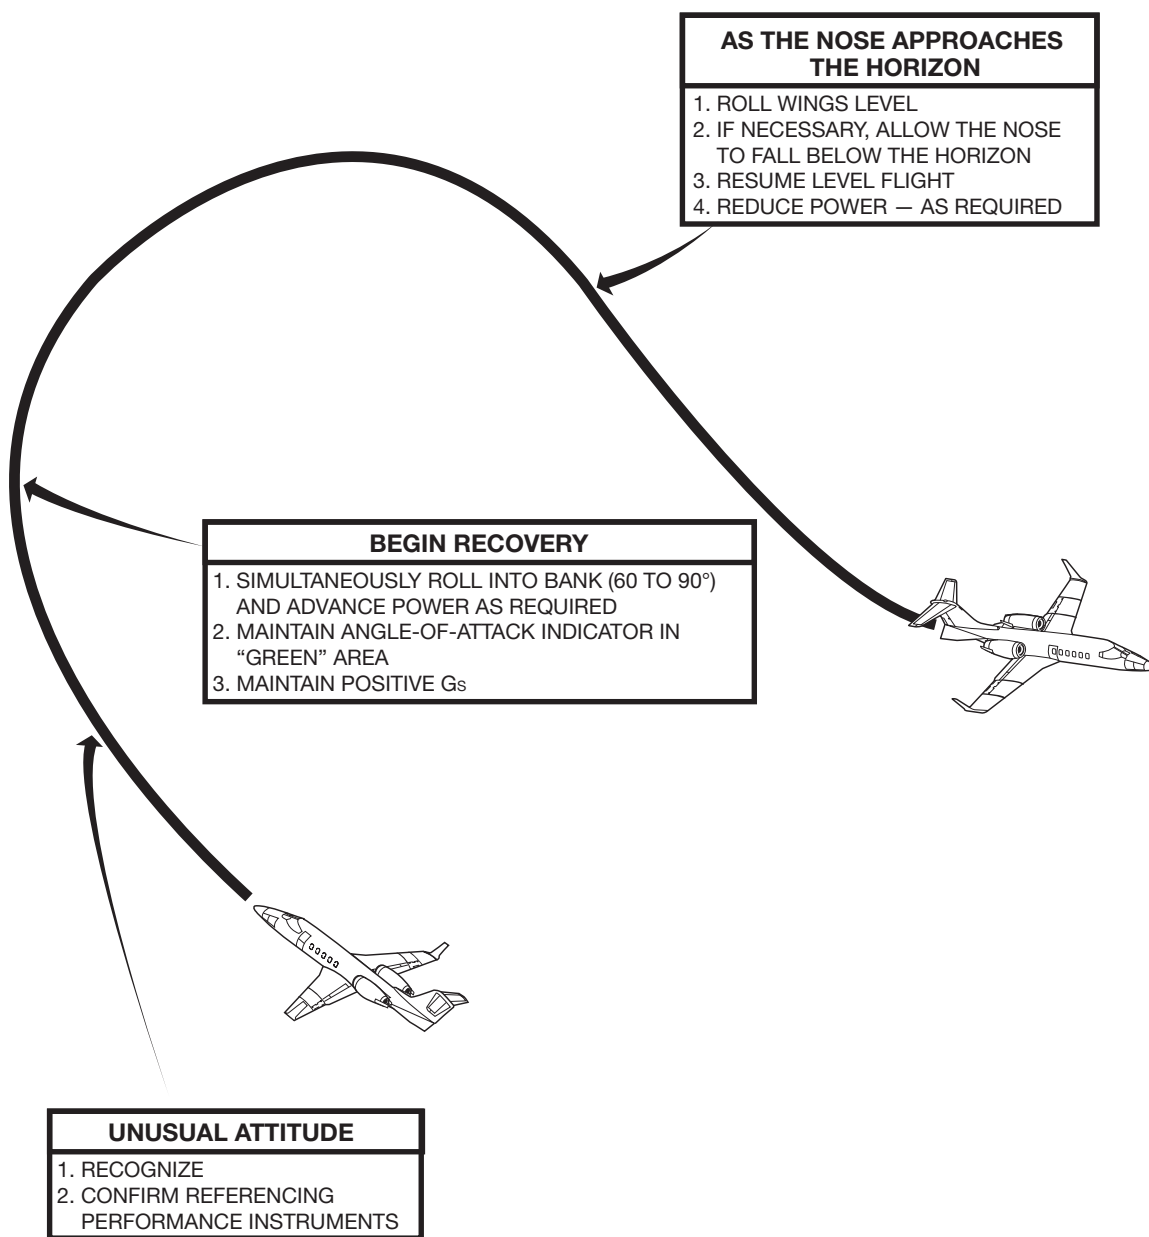 AS THE NOSE APPROACHES
THE HORIZON
1. ROLL WINGS LEVEL
2. IF NECESSARY, ALLOW THE NOSE
TO FALL BELOW THE HORIZON
3. RESUME LEVEL FLIGHT
4. REDUCE POWER — AS REQUIRED
BEGIN RECOVERY
1. SIMULTANEOUSLY ROLL INTO BANK (60 TO 90°)
AND ADVANCE POWER AS REQUIRED
2. MAINTAIN ANGLE-OF-ATTACK INDICATOR IN
“GREEN” AREA
3. MAINTAIN POSITIVE Gs
UNUSUAL ATTITUDE
1. RECOGNIZE
2. CONFIRM REFERENCING
PERFORMANCE INSTRUMENTS